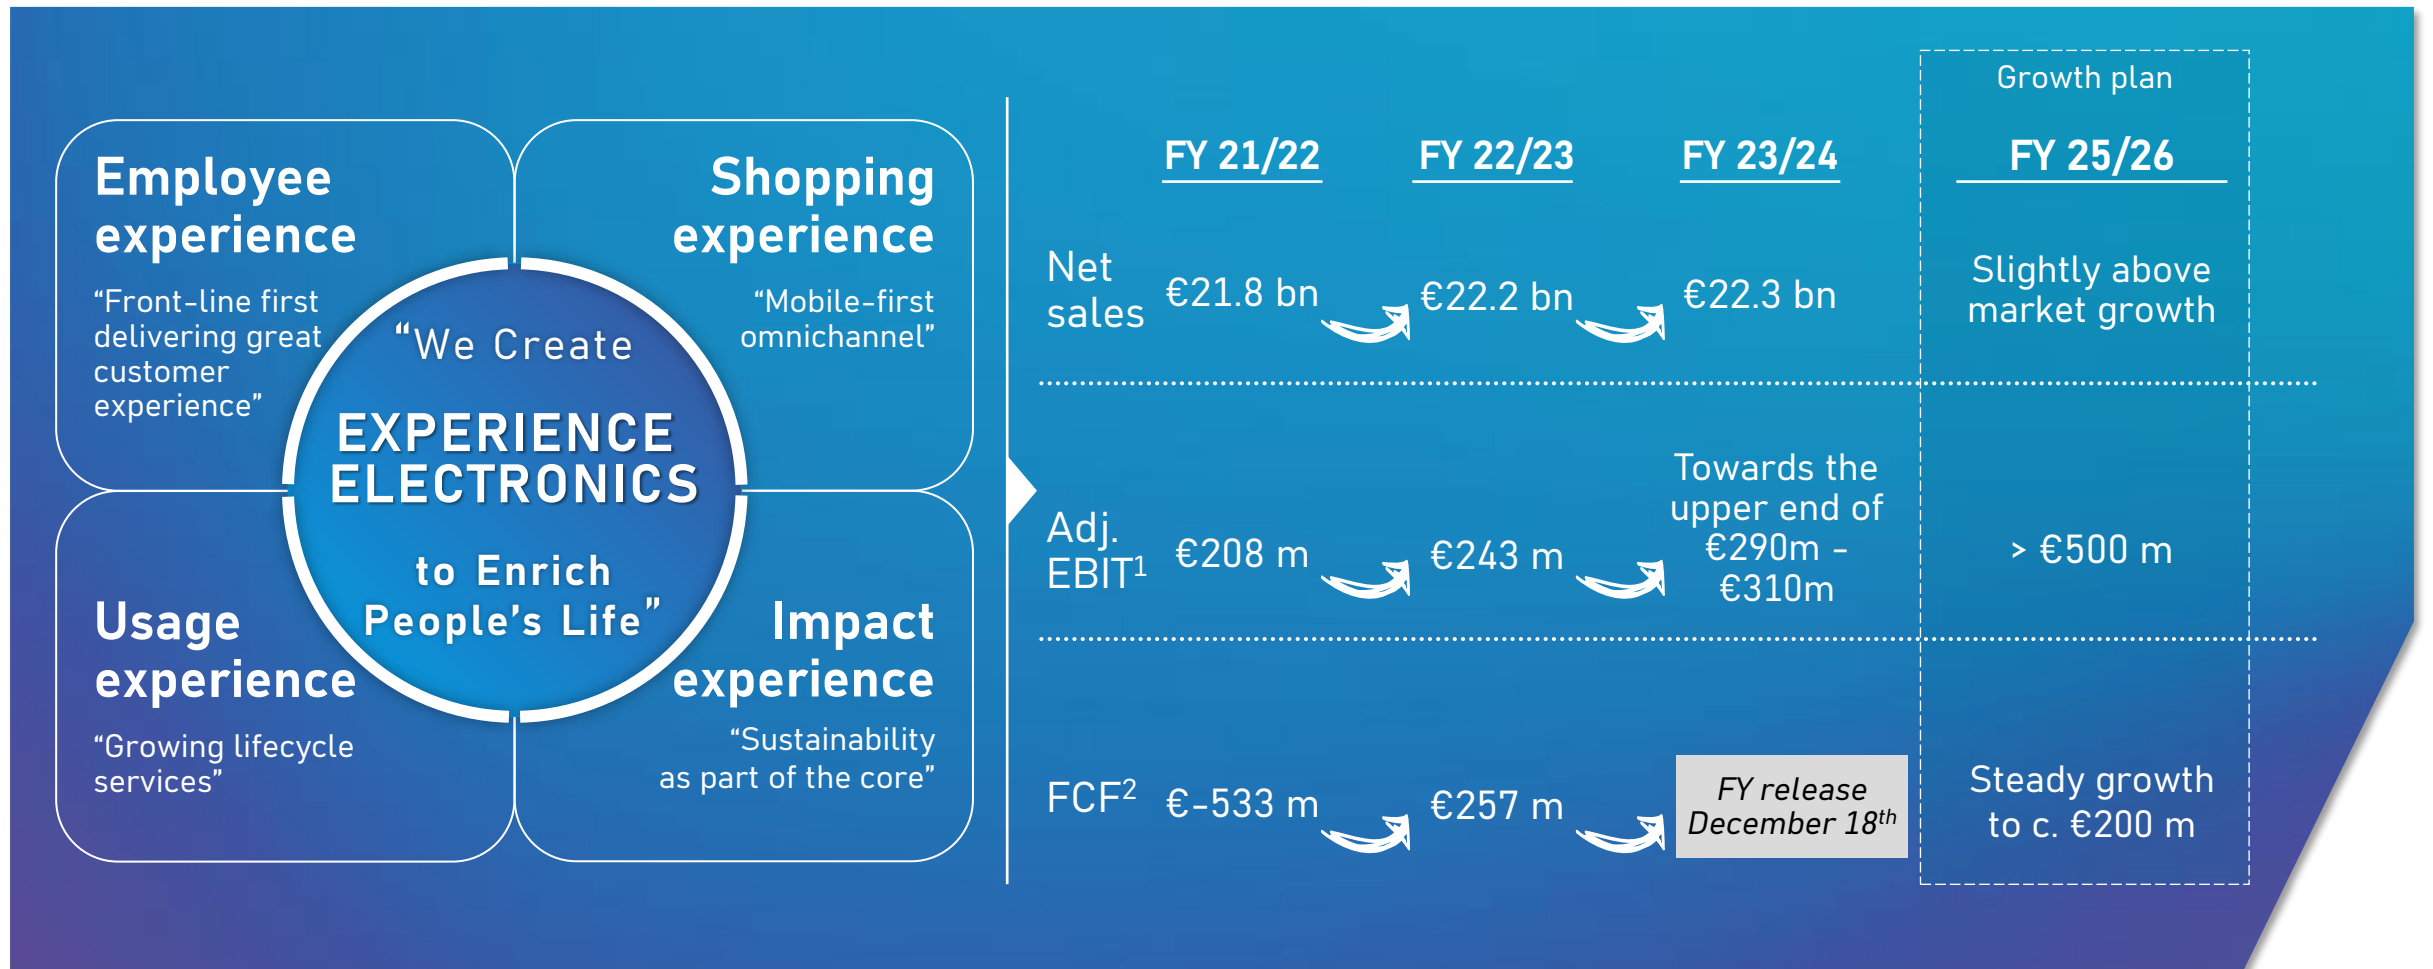 Employee
experience
“Front-line first
delivering great
customer
experience”
Shopping
experience
“Mobile-first
omnichannel”
“We Create
EXPERIENCE
ELECTRONICS
to Enrich
People’s Life”
Usage
experience
“Growing lifecycle
services”
Impact
experience
“Sustainability
as part of the core”
Growth plan
FY 21/22 FY 22/23 FY 23/24 FY 25/26
Net
sales
€21.8 bn
€22.2 bn
€22.3 bn
Slightly above
market growth
Adj.
EBIT¹
€208 m
€243 m
Towards the
upper end of
€290m –
€310m
> €500 m
FCF²
€-533 m
€257 m
FY release
December 18th
Steady growth
to c. €200 m